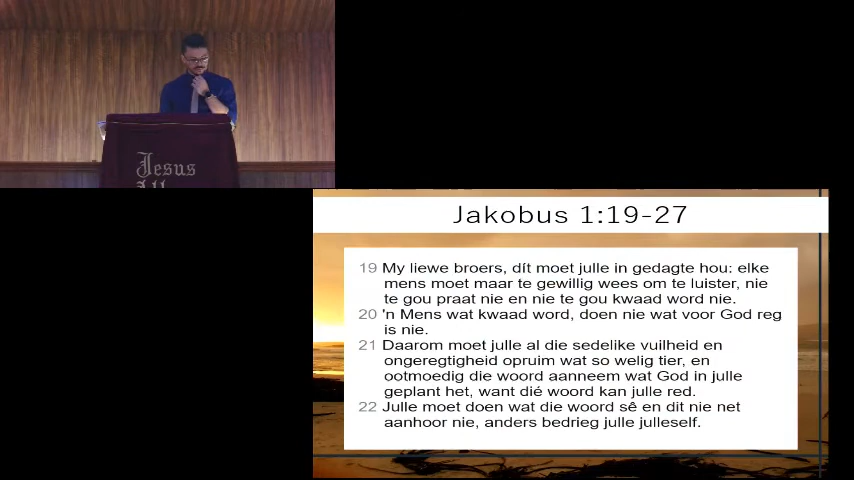 Jesus
Jakobus 1:19-27
19 My liewe broers, dít moet julle in gedagte hou: elke
mens moet maar te gewillig wees om te luister, nie
te gou praat nie en nie te gou kwaad word nie.
20 'n Mens wat kwaad word, doen nie wat voor God reg
is nie.
21 Daarom moet julle al die sedelike vuilheid en
ongeregtigheid opruim wat so welig tier, en
ootmoedig die woord aanneem wat God in julle
geplant het, want dié woord kan julle red.
22 Julle moet doen wat die woord sê en dit nie net
aanhoor nie, anders bedrieg julle julleself.